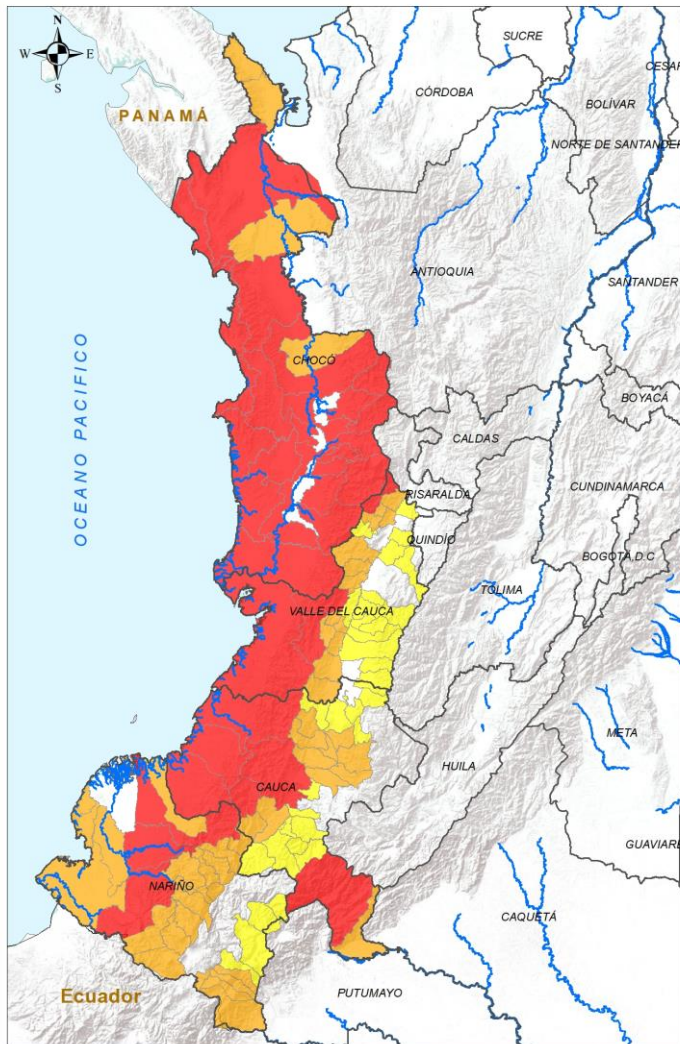 N
W E
S
SUCRE
CESAR
CÓRDOBA
BOLÍVAR
PANAMÁ
NORTE DE SANTANDER
ANTIOQUIA
SANTANDER
OCEANO PACIFICO
CHOCÓ
BOYACÁ
CALDAS
CUNDINAMARCA
RISARALDA
QUINDÍO
BOGOTÁ, D.C
TOLIMA
VALLE DEL CAUCA
META
HUILA
CAUCA
GUAVIARE
NARIÑO
CAQUETÁ
Ecuador
PUTUMAYO